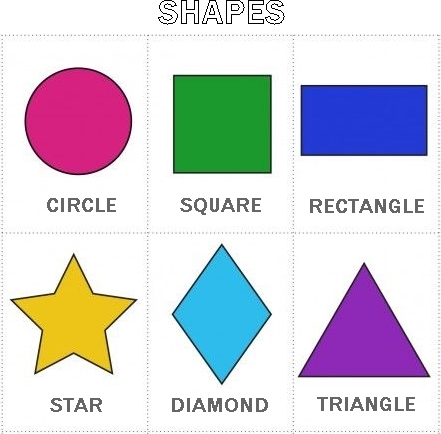 SHAPES
CIRCLE
SQUARE
RECTANGLE
STAR
DIAMOND
TRIANGLE